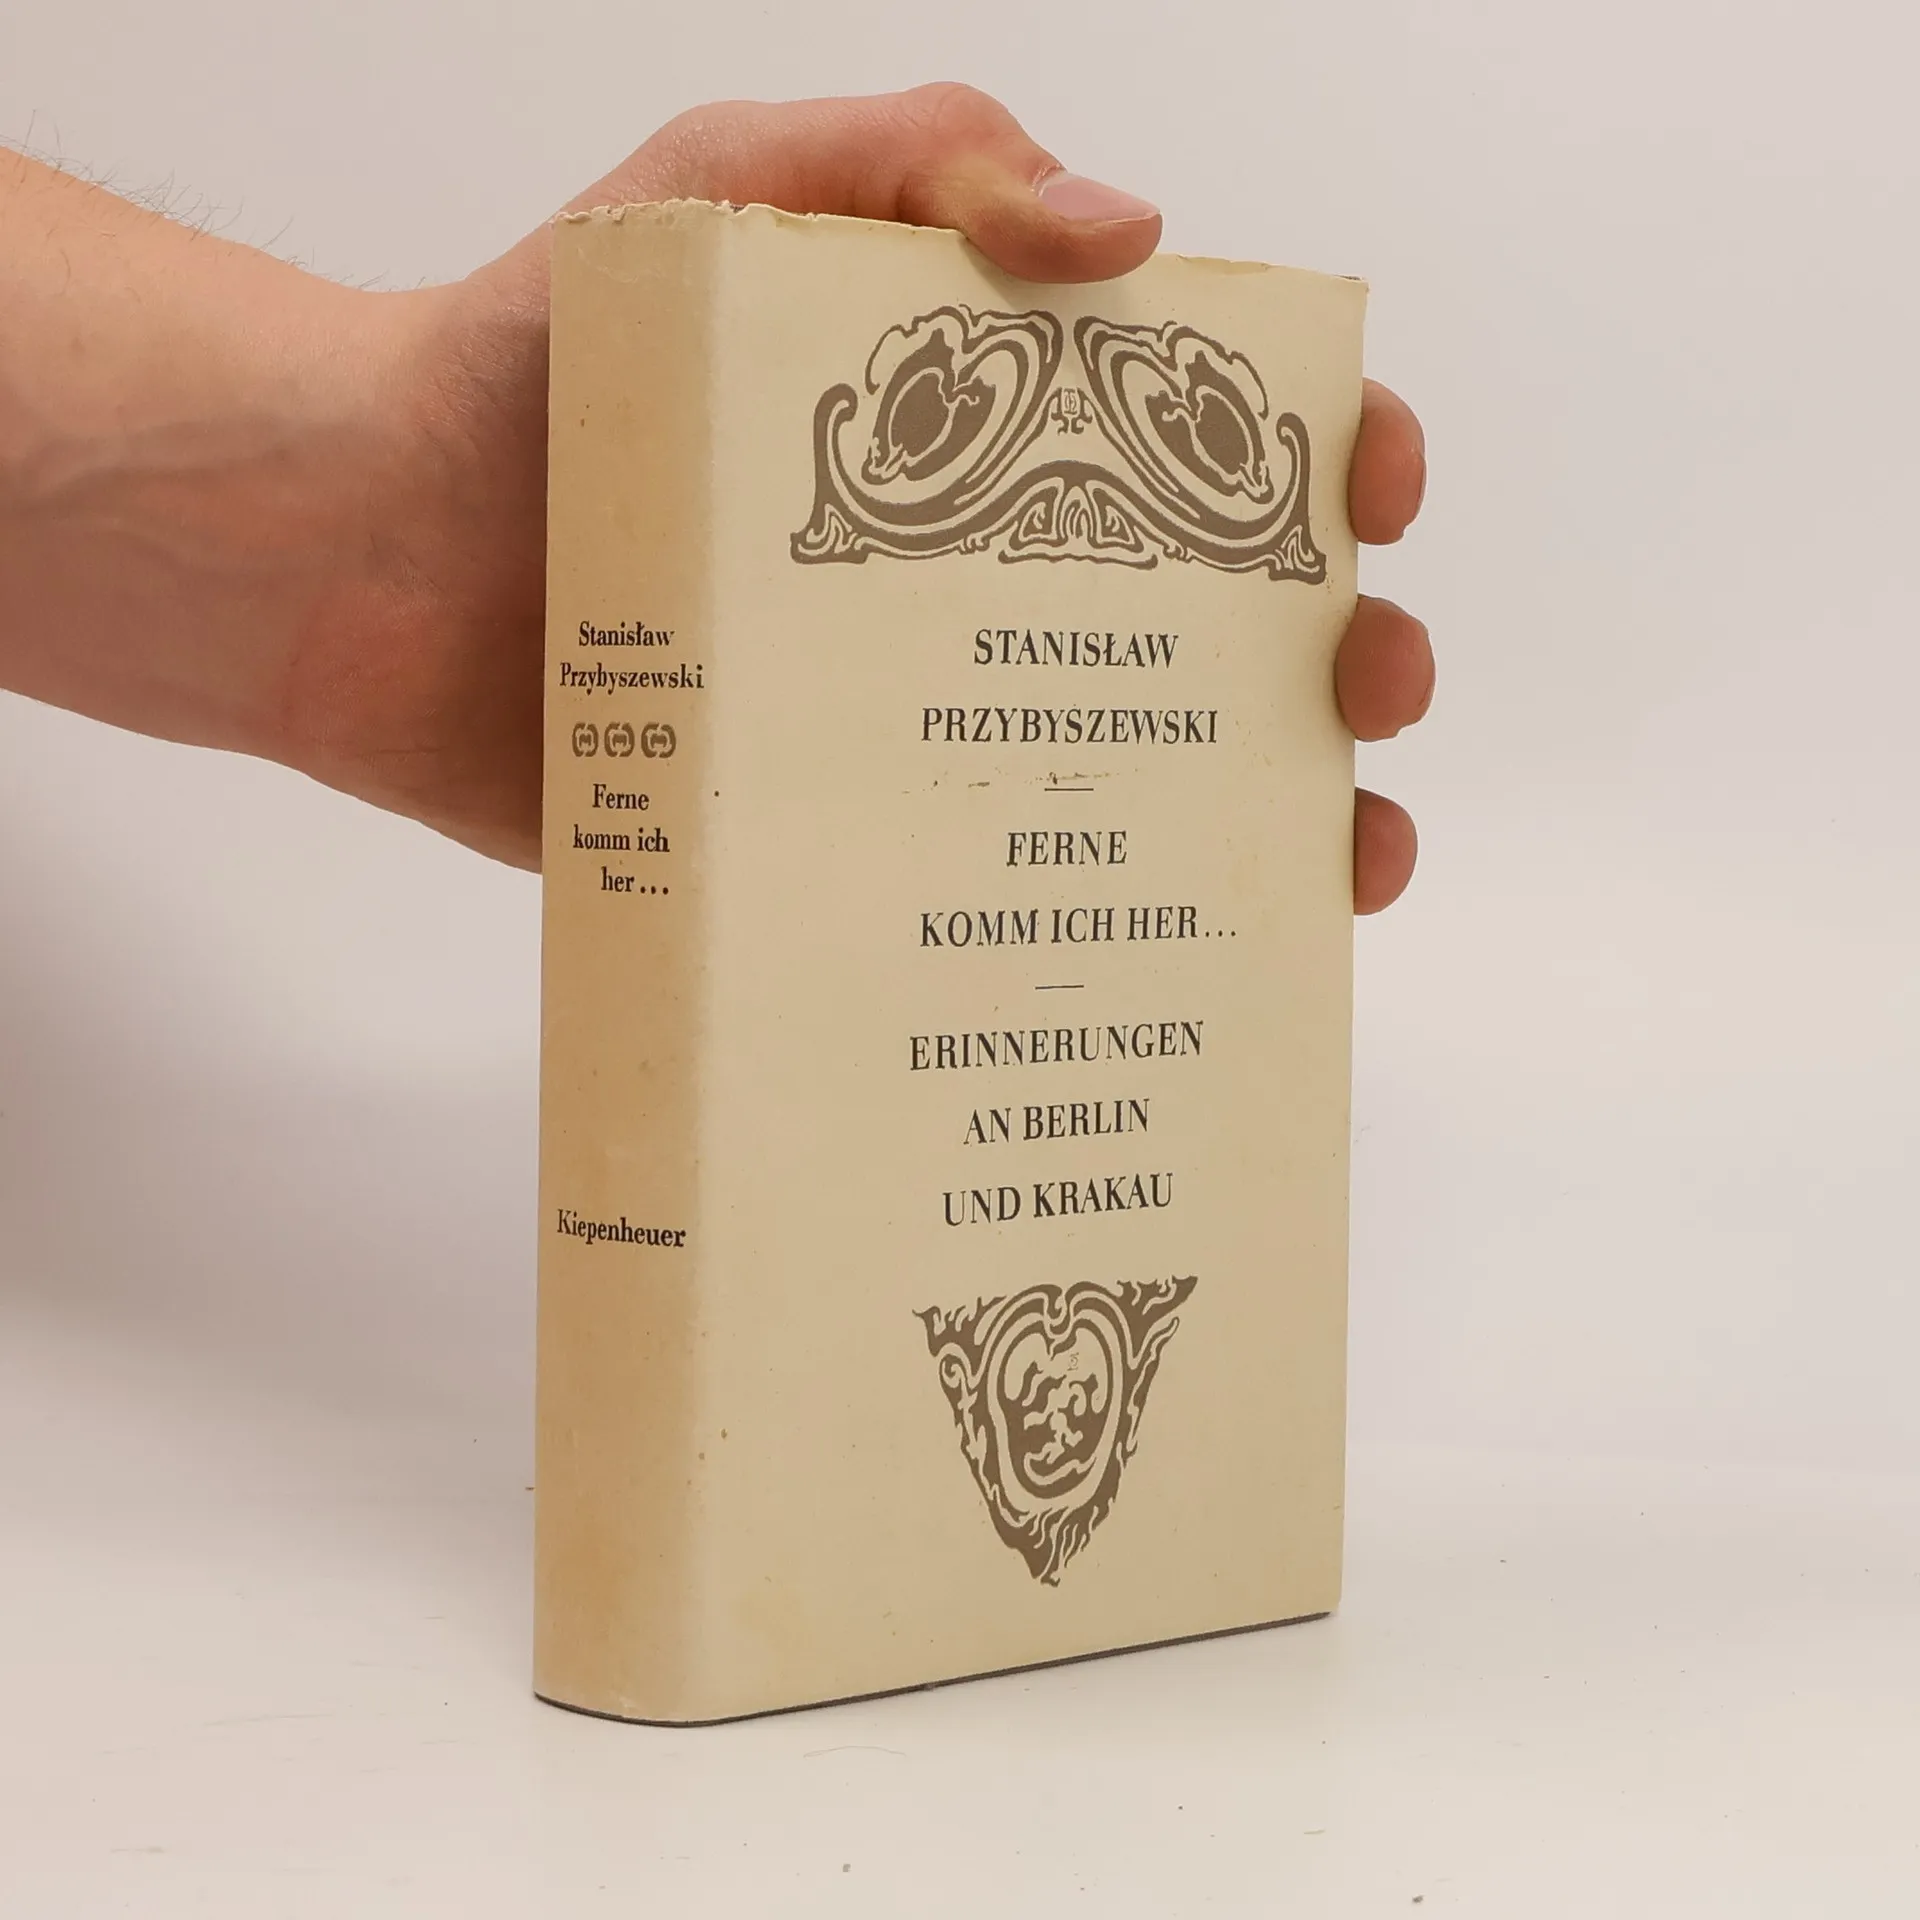 Stanisław
Przybyszewski
Ferne
komm ich
her...
Kiepenheuer
STANISŁAW
PRZYBYSZEWSKI
FERNE
KOMM ICH HER...
ERINNERUNGEN
AN BERLIN
UND KRAKAU